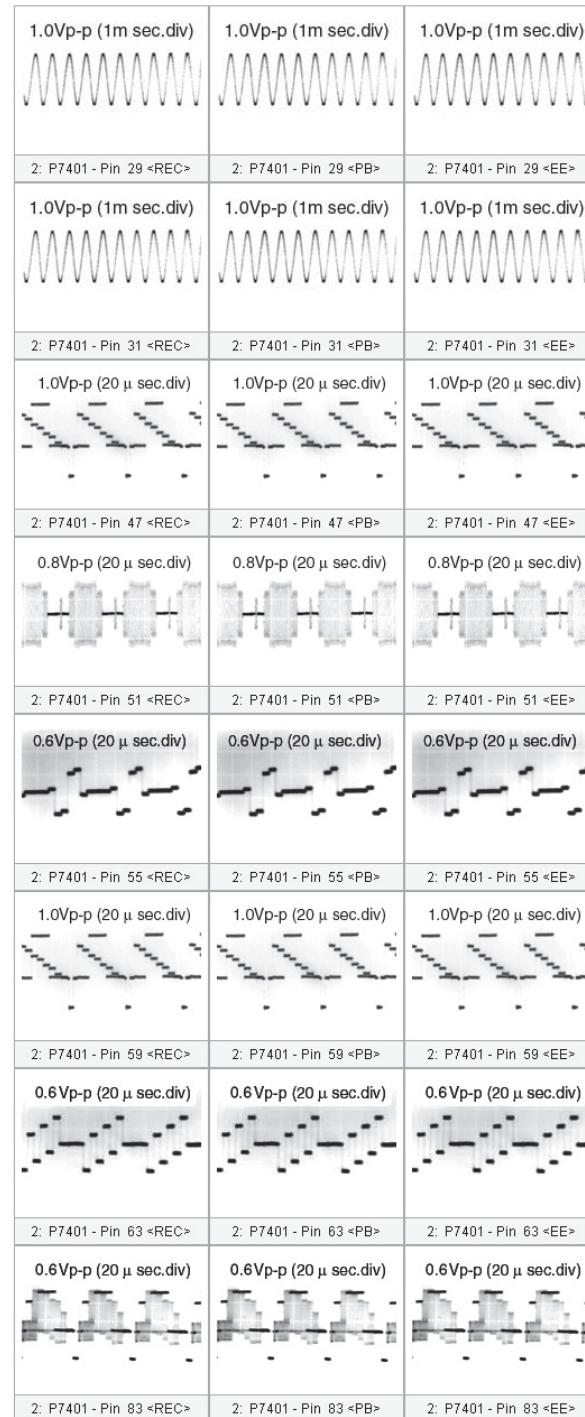 1.0Vp-p (1m sec.div) 1.0Vp-p (1m sec.div) 1.0Vp-p (1m sec.div)
2: P7401 - Pin 29 <REC> 2: P7401 - Pin 29 <PB> 2: P7401 - Pin 29 <EE>
1.0Vp-p (1m sec.div) 1.0Vp-p (1m sec.div) 1.0Vp-p (1m sec.div)
2: P7401 - Pin 31 <REC> 2: P7401 - Pin 31 <PB> 2: P7401 - Pin 31 <EE>
1.0Vp-p (20 μ sec.div) 1.0Vp-p (20 μ sec.div) 1.0Vp-p (20 μ sec.div)
2: P7401 - Pin 47 <REC> 2: P7401 - Pin 47 <PB> 2: P7401 - Pin 47 <EE>
0.8Vp-p (20 μ sec.div) 0.8Vp-p (20 μ sec.div) 0.8Vp-p (20 μ sec.div)
2: P7401 - Pin 51 <REC> 2: P7401 - Pin 51 <PB> 2: P7401 - Pin 51 <EE>
0.6Vp-p (20 μ sec.div) 0.6Vp-p (20 μ sec.div) 0.6Vp-p (20 μ sec.div)
2: P7401 - Pin 55 <REC> 2: P7401 - Pin 55 <PB> 2: P7401 - Pin 55 <EE>
1.0Vp-p (20 μ sec.div) 1.0Vp-p (20 μ sec.div) 1.0Vp-p (20 μ sec.div)
2: P7401 - Pin 59 <REC> 2: P7401 - Pin 59 <PB> 2: P7401 - Pin 59 <EE>
0.6Vp-p (20 μ sec.div) 0.6Vp-p (20 μ sec.div) 0.6Vp-p (20 μ sec.div)
2: P7401 - Pin 63 <REC> 2: P7401 - Pin 63 <PB> 2: P7401 - Pin 63 <EE>
0.6Vp-p (20 μ sec.div) 0.6Vp-p (20 μ sec.div) 0.6Vp-p (20 μ sec.div)
2: P7401 - Pin 83 <REC> 2: P7401 - Pin 83 <PB> 2: P7401 - Pin 83 <EE>